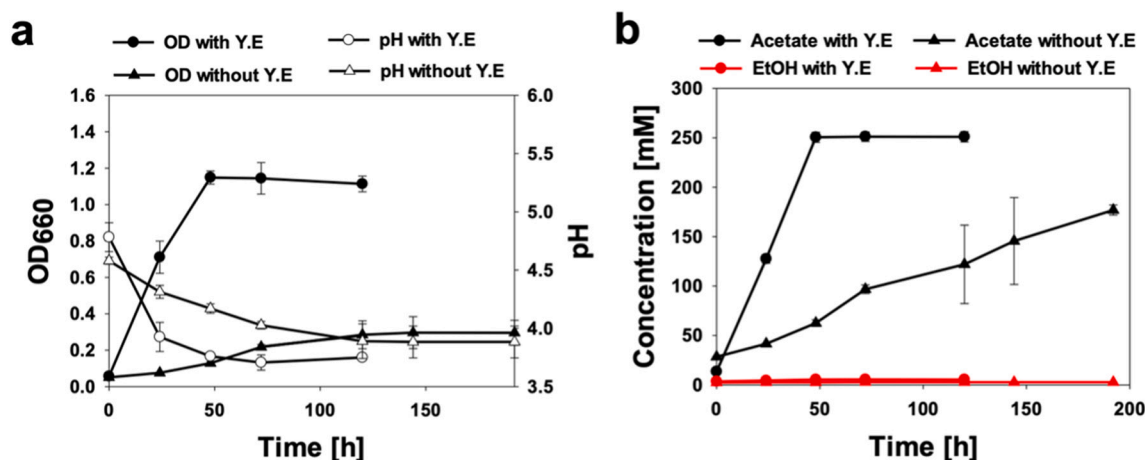 a
OD with Y.E
pH with Y.E
OD without Y.E
pH without Y.E
1.6
1.4
1.2
1.0
0.8
0.6
0.4
0.2
0.0
OD660
6.0
5.5
5.0
4.5
4.0
3.5
pH
0
50
100
150
Time [h]
b
Acetate with Y.E
Acetate without Y.E
EtOH with Y.E
EtOH without Y.E
300
250
200
150
100
50
0
Concentration [mM]
0
50
100
150
200
Time [h]